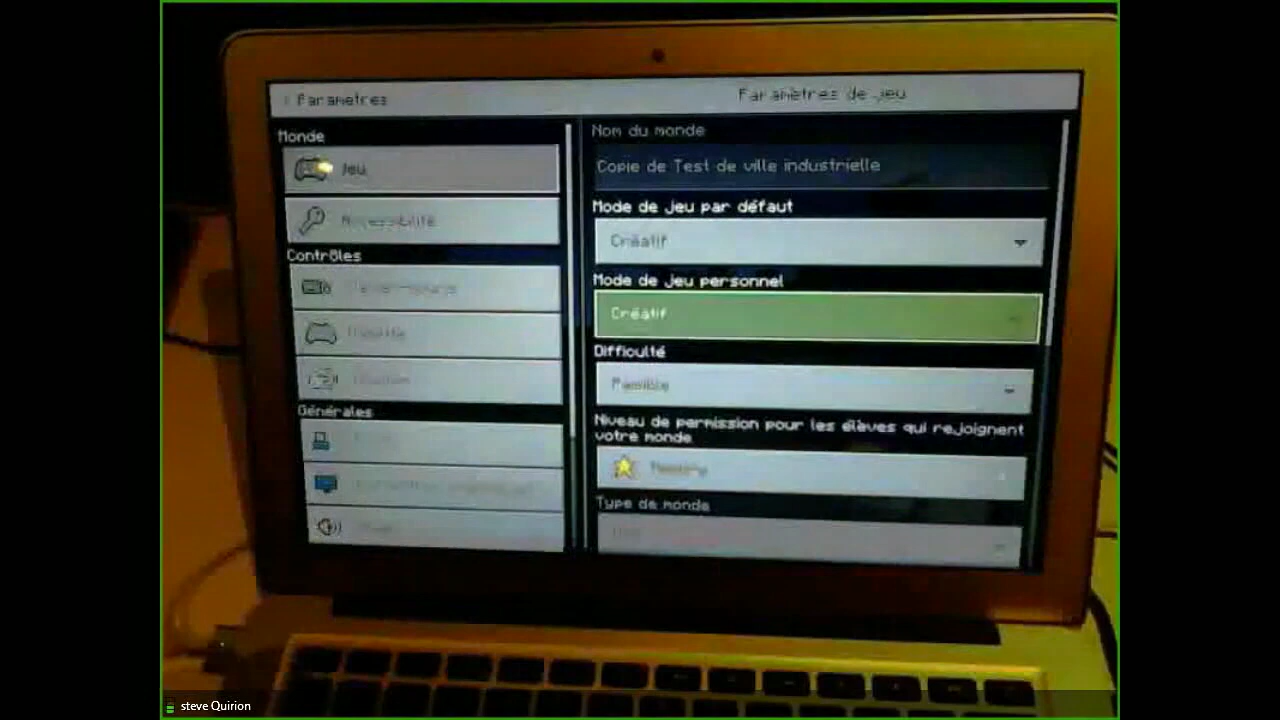 Paramètres
Paramètres de jeu
Monde
Jeu
Accessibilité
Contrôles
Générales
Nom du monde
Copie de Test de ville industrielle
Mode de jeu par défaut
Créatif
Mode de jeu personnel
Créatif
Difficulté
Paisible
Niveau de permission pour les élèves qui rejoignent
votre monde
Type de monde
steve Quirion